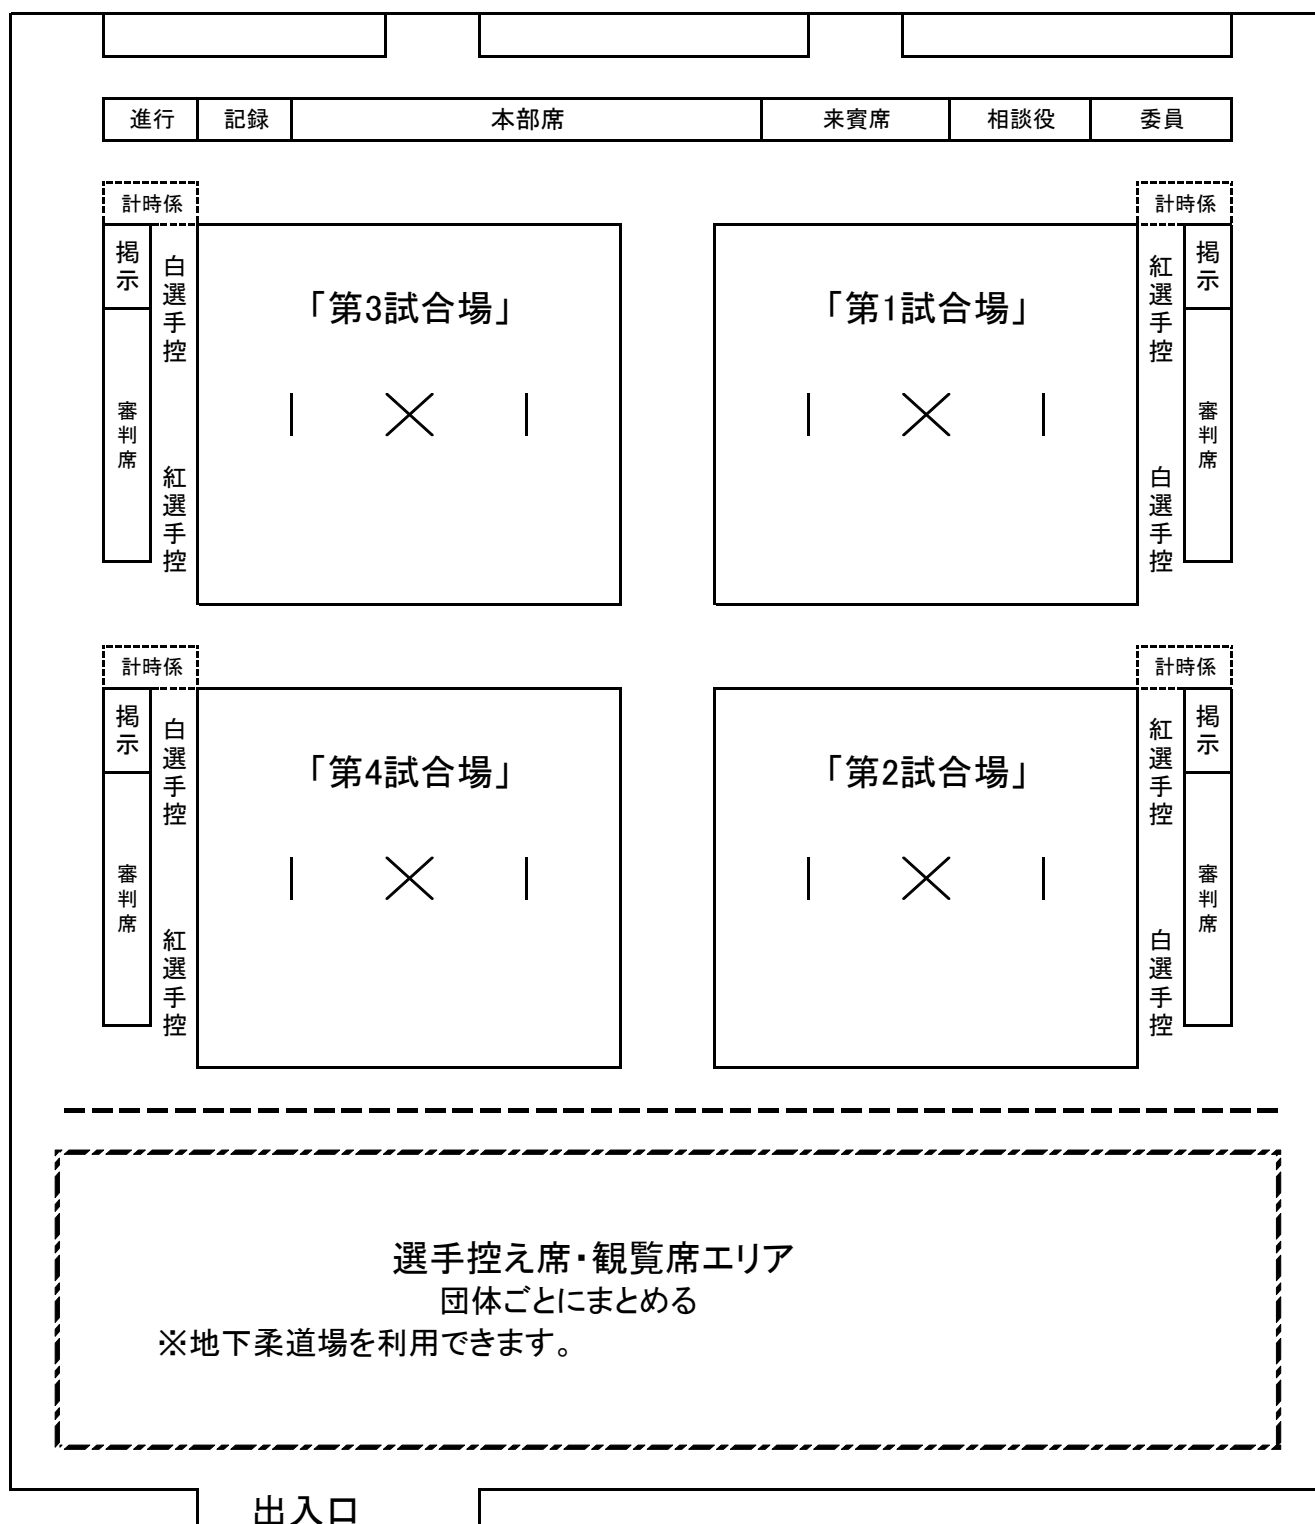 進行 記録 本部席 来賓席 相談役 委員
計時係 計時係
掲示 白選手控 「第3試合場」 「第1試合場」 紅選手控 掲示
審判席 紅選手控 白選手控 審判席
計時係 計時係
掲示 白選手控 「第4試合場」 「第2試合場」 紅選手控 掲示
審判席 紅選手控 白選手控 審判席
選手控え席・観覧席エリア
団体ごとにまとめる
※地下柔道場を利用できます。
出入口